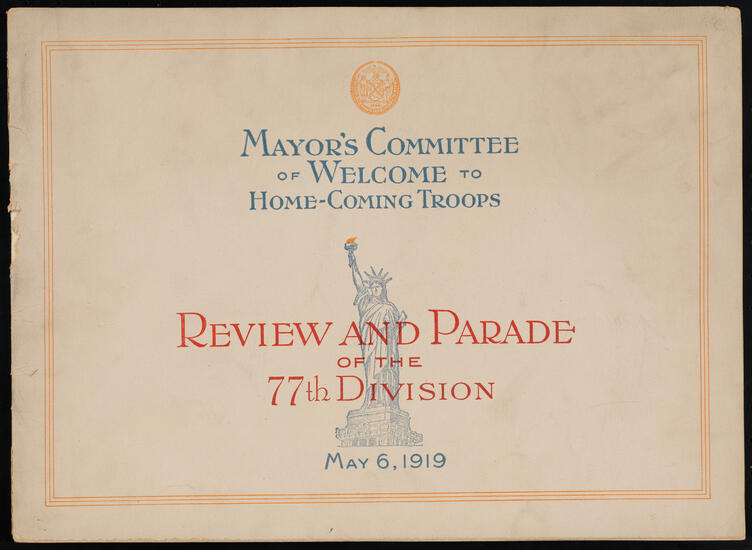 Mayor's Committee
of Welcome to
Home-Coming Troops
Review and Parade
of the
77th Division
May 6, 1919